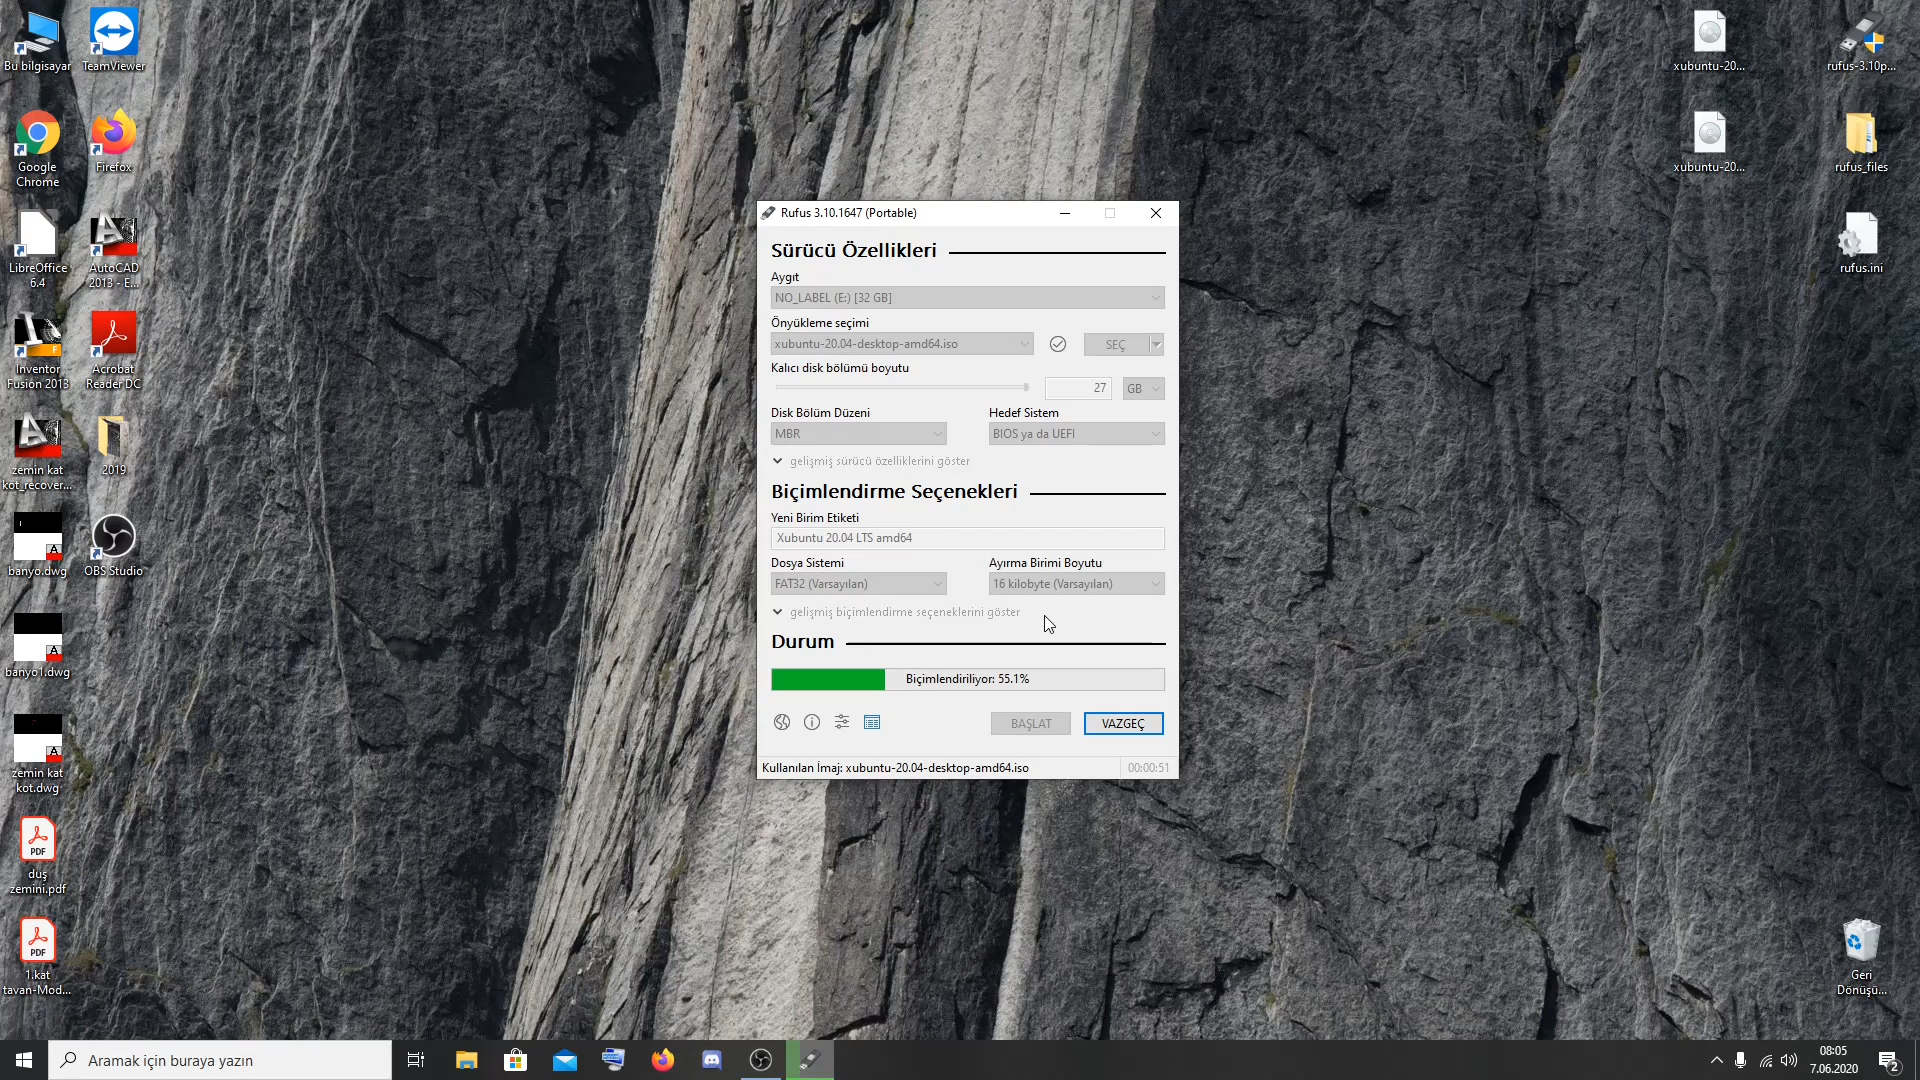 Bu bilgisayar
TeamViewer
Google
Chrome
Firefox
LibreOffice
6.4
AutoCAD
2013 - E...
Inventor
Fusion 2013
Acrobat
Reader DC
zemin kat
kot_recover...
2019
banyo.dwg
OBS Studio
banyo1.dwg
zemin kat
kot.dwg
PDF
duş
zemini.pdf
PDF
1.kat
tavan-Mod...
xubuntu-20...
rufus-3.10p...
xubuntu-20...
rufus_files
rufus.ini
Geri
Dönüşü...
Rufus 3.10.1647 (Portable)
Sürücü Özellikleri
Aygıt
NO_LABEL (E:) [32 GB]
Önyükleme seçimi
xubuntu-20.04-desktop-amd64.iso
SEÇ
Kalıcı disk bölümü boyutu
27
GB
Disk Bölüm Düzeni
Hedef Sistem
MBR
BIOS ya da UEFI
gelişmiş sürücü özelliklerini göster
Biçimlendirme Seçenekleri
Yeni Birim Etiketi
Xubuntu 20.04 LTS amd64
Dosya Sistemi
Ayırma Birimi Boyutu
FAT32 (Varsayılan)
16 kilobyte (Varsayılan)
gelişmiş biçimlendirme seçeneklerini göster
Durum
Biçimlendiriliyor: 55.1%
BAŞLAT
VAZGEÇ
Kullanılan İmaj: xubuntu-20.04-desktop-amd64.iso
00:00:51
Aramak için buraya yazın
08:05
7.06.2020
2